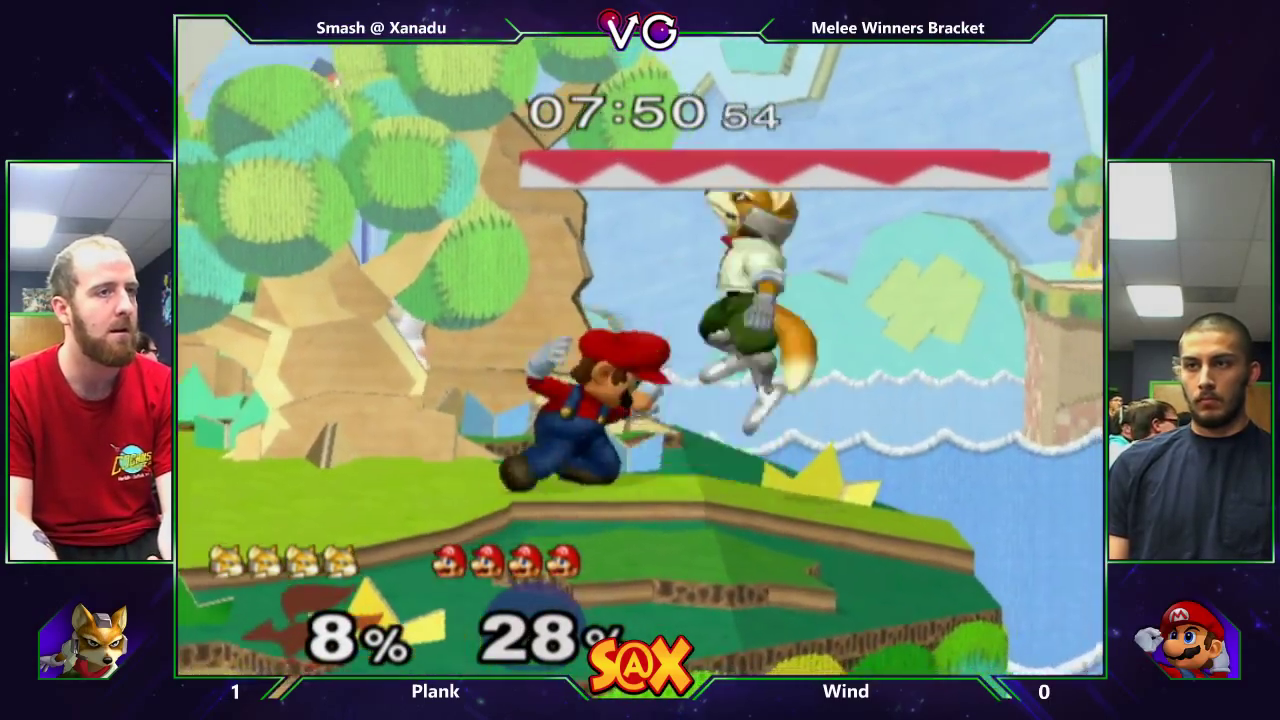 Smash @ Xanadu
VG
Melee Winners Bracket
07:50 54
8%
28%
S@X
1
Plank
Wind
0